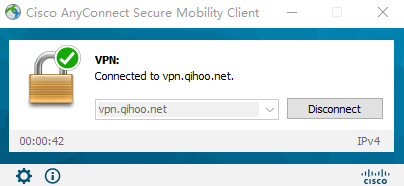 Cisco AnyConnect Secure Mobility Client
VPN:
Connected to vpn.qihoo.net.
vpn.qihoo.net
Disconnect
00:00:42
IPv4
CISCO